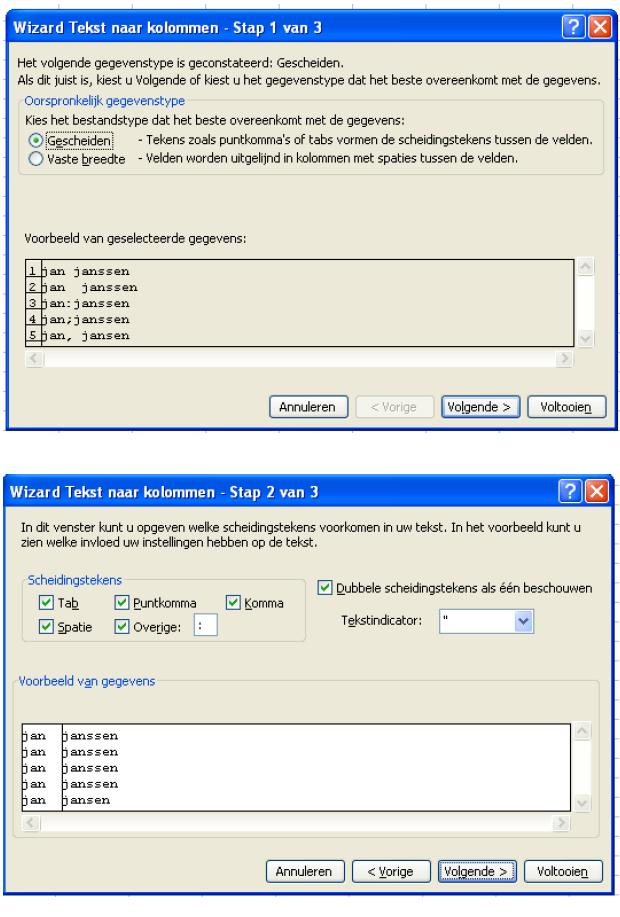 Wizard Tekst naar kolommen - Stap 1 van 3
Het volgende gegevenstype is geconstateerd: Gescheiden.
Als dit juist is, kiest u Volgende of kiest u het gegevenstype dat het beste overeenkomt met de gegevens.
Oorspronkelijk gegevenstype
Kies het bestandstype dat het beste overeenkomt met de gegevens:
Gescheiden - Tekens zoals puntkomma's of tabs vormen de scheidingstekens tussen de velden.
Vaste breedte - Velden worden uitgelijnd in kolommen met spaties tussen de velden.
Voorbeeld van geselecteerde gegevens:
1 jan janssen
2 jan  janssen
3 jan:janssen
4 jan;janssen
5 jan, jansen
Annuleren < Vorige Volgende > Voltooien
Wizard Tekst naar kolommen - Stap 2 van 3
In dit venster kunt u opgeven welke scheidingstekens voorkomen in uw tekst. In het voorbeeld kunt u
zien welke invloed uw instellingen hebben op de tekst.
Scheidingstekens
Dubbele scheidingstekens als één beschouwen
Tab Puntkomma Komma
Spatie Overige: : Tekstindicator: "
Voorbeeld van gegevens
jan janssen
jan janssen
jan janssen
jan janssen
jan jansen
Annuleren < Vorige Volgende > Voltooien